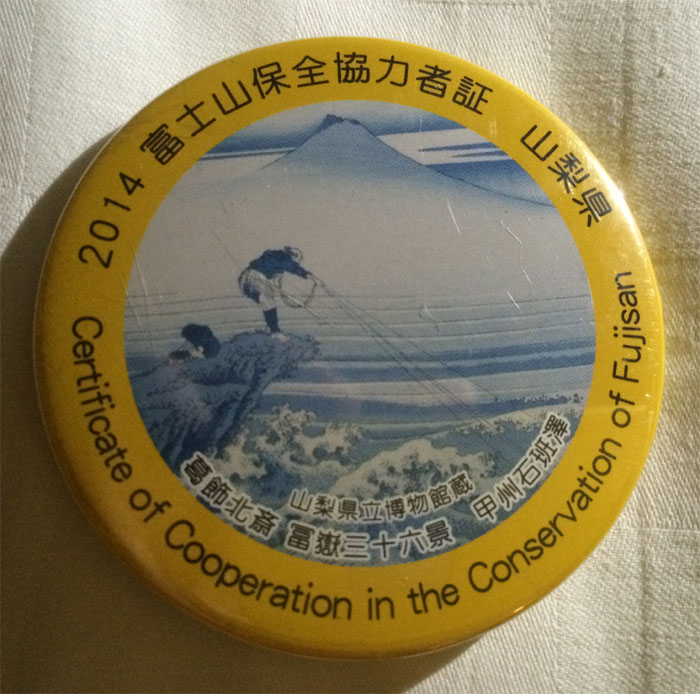 2014 富士山保全協力者証 山梨県
山梨県立博物館蔵
葛飾北斎 冨嶽三十六景 甲州石班澤
Certificate of Cooperation in the Conservation of Fujisan